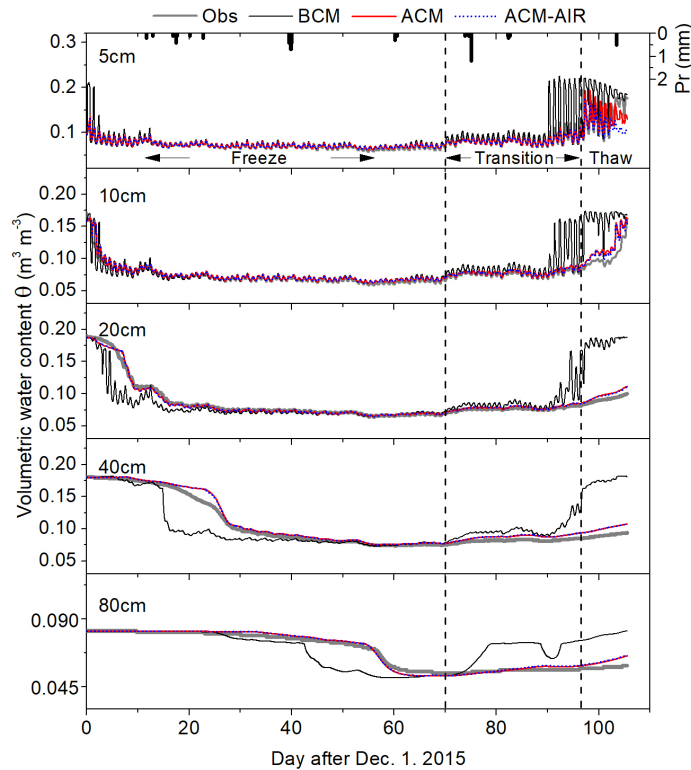 Obs BCM ACM ACM-AIR
5cm
0.3
0.2
0.1
0
1
2
Pr (mm)
Freeze Transition Thaw
10cm
0.20
0.15
0.10
0.05
20cm
0.20
0.15
0.10
0.05
40cm
0.20
0.15
0.10
0.05
80cm
0.090
0.045
Volumetric water content θ (m³ m⁻³)
0 20 40 60 80 100
Day after Dec. 1. 2015